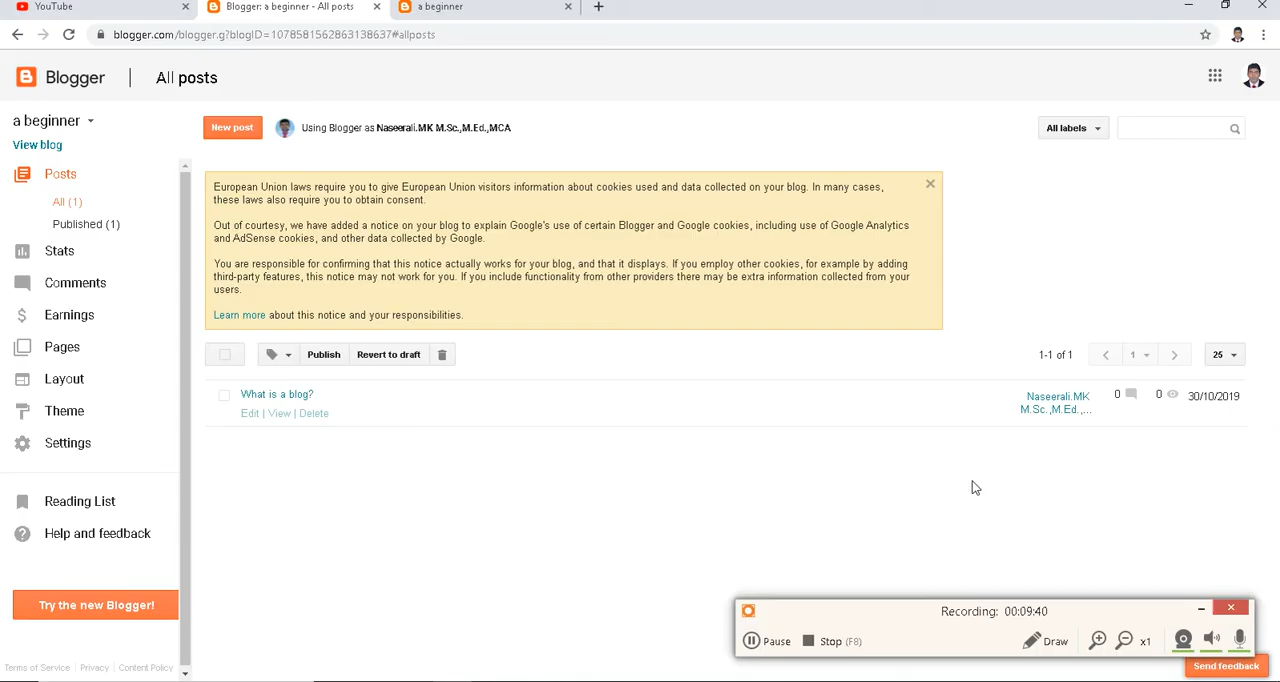 YouTube
Blogger: a beginner - All posts
a beginner
blogger.com/blogger.g?blogID=1078581562863138637#allposts
Blogger
All posts
a beginner
View blog
New post
Using Blogger as Naseerali.MK M.Sc.,M.Ed.,MCA
All labels
Posts
All (1)
Published (1)
Stats
Comments
Earnings
Pages
Layout
Theme
Settings
Reading List
Help and feedback
Try the new Blogger!
Terms of Service | Privacy | Content Policy
European Union laws require you to give European Union visitors information about cookies used and data collected on your blog. In many cases,
these laws also require you to obtain consent.
Out of courtesy, we have added a notice on your blog to explain Google's use of certain Blogger and Google cookies, including use of Google Analytics
and AdSense cookies, and other data collected by Google.
You are responsible for confirming that this notice actually works for your blog, and that it displays. If you employ other cookies, for example by adding
third-party features, this notice may not work for you. If you include functionality from other providers there may be extra information collected from your
users.
Learn more about this notice and your responsibilities.
Publish
Revert to draft
1-1 of 1
1
25
What is a blog?
Edit | View | Delete
Naseerali.MK
M.Sc.,M.Ed.,...
0
0
30/10/2019
Recording: 00:09:40
Pause
Stop (F8)
Draw
x1
Send feedback